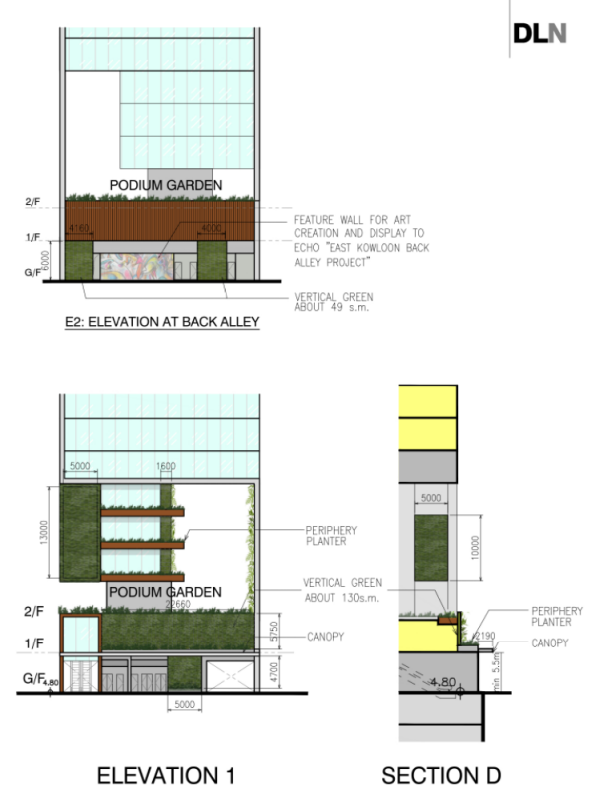 DLN
PODIUM GARDEN
2/F
4160
4000
1/F
6000
G/F
FEATURE WALL FOR ART
CREATION AND DISPLAY TO
ECHO "EAST KOWLOON BACK
ALLEY PROJECT"
VERTICAL GREEN
ABOUT 49 s.m.
E2: ELEVATION AT BACK ALLEY
5000
1600
13000
PERIPHERY
PLANTER
PODIUM GARDEN
22660
2/F
5750
CANOPY
1/F
4700
G/F
4.80
5000
VERTICAL GREEN
ABOUT 130s.m.
5000
10000
PERIPHERY
PLANTER
2190
CANOPY
min 5.5m
4.80
ELEVATION 1
SECTION D